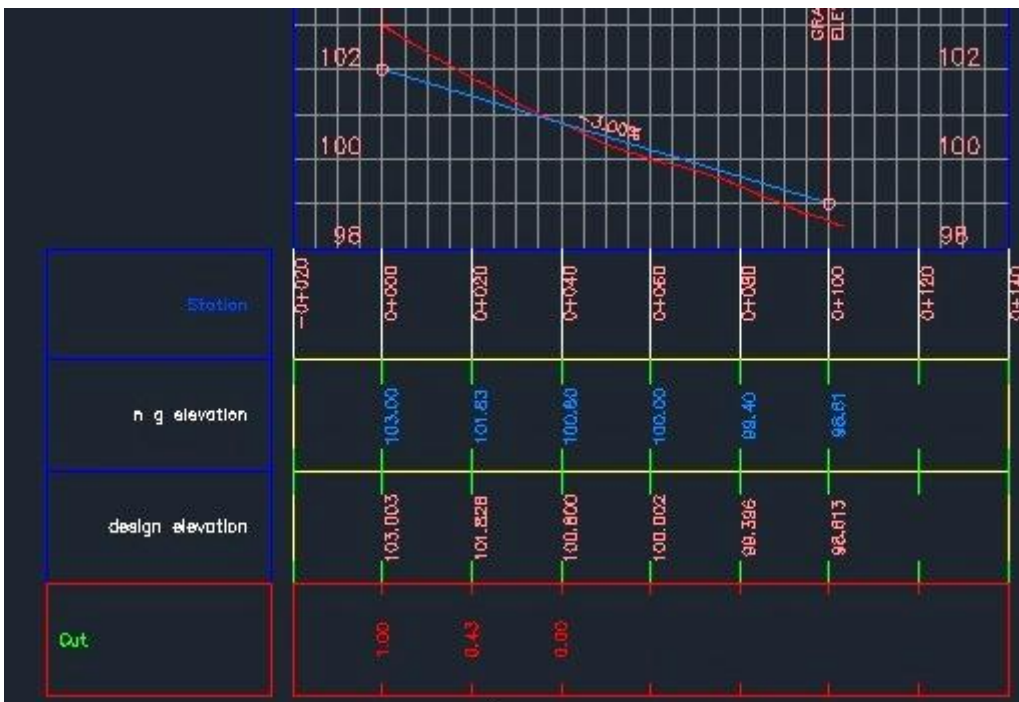 102 102
-3.00%
100 100
98 98
Station -0+020 0+000 0+020 0+040 0+060 0+080 0+100 0+120 0+140
n g elevation 103.00 101.83 100.80 100.00 99.40 98.61
design elevation 103.003 101.828 100.800 100.002 99.396 98.613
Cut 1.00 0.43 0.00